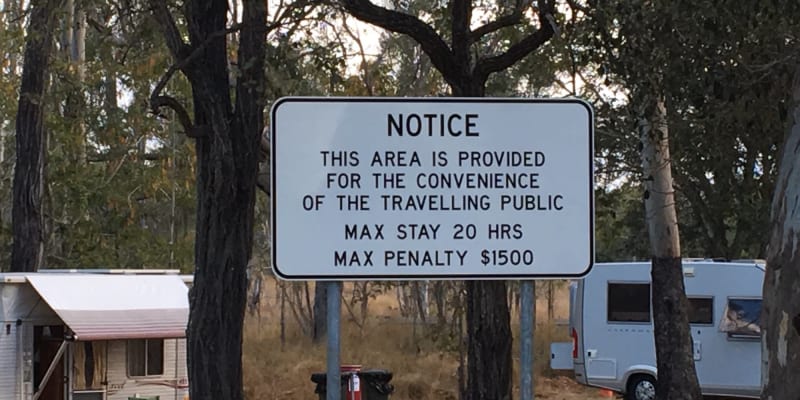 NOTICE
THIS AREA IS PROVIDED
FOR THE CONVENIENCE
OF THE TRAVELLING PUBLIC
MAX STAY 20 HRS
MAX PENALTY $1500